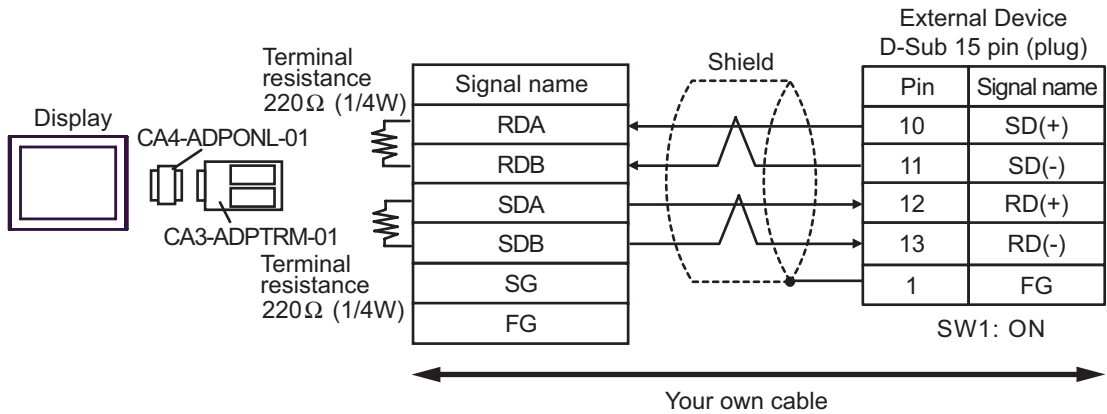 External Device
D-Sub 15 pin (plug)
Terminal
resistance
220Ω (1/4W)
Shield
Display
CA4-ADPONL-01
CA3-ADPTRM-01
Terminal
resistance
220Ω (1/4W)
Signal name
RDA
RDB
SDA
SDB
SG
FG
Pin Signal name
10 SD(+)
11 SD(-)
12 RD(+)
13 RD(-)
1 FG
SW1: ON
Your own cable